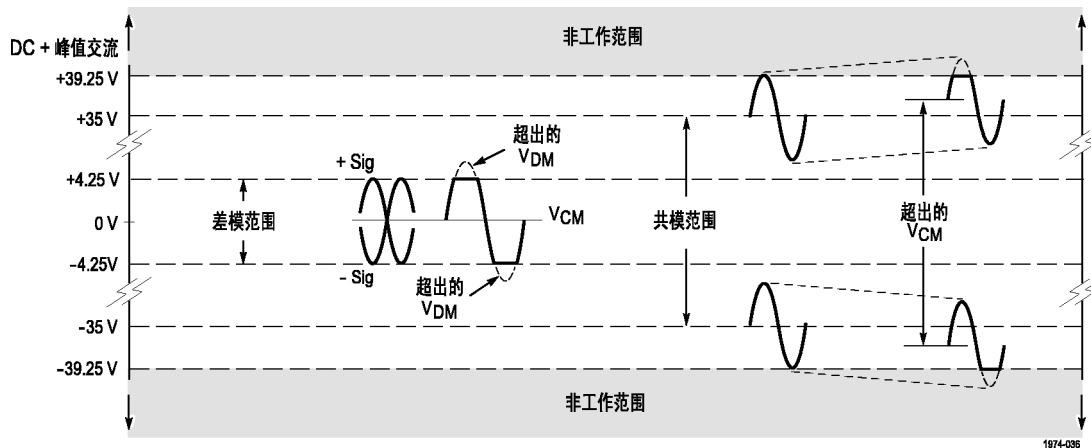 DC + 峰值交流
非工作范围
+39.25 V
+35 V
+4.25 V
0 V
−4.25V
−35 V
−39.25 V
差模范围
+ Sig
− Sig
超出的
VDM
VCM
超出的
VDM
共模范围
超出的
VCM
非工作范围
1974-036